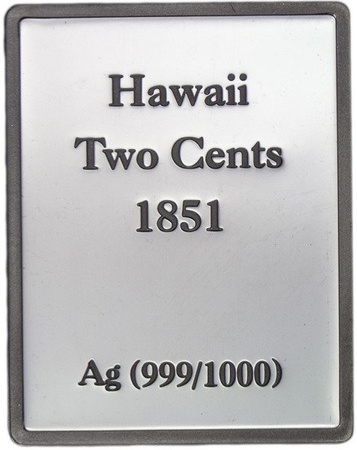 Hawaii
Two Cents
1851
Ag (999/1000)